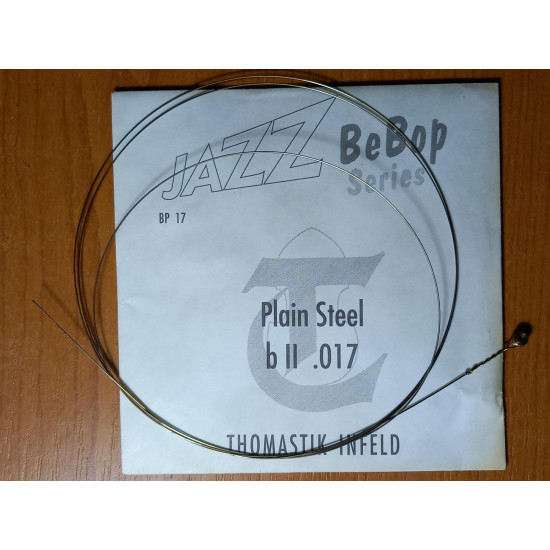 JAZZ BeBop
Series
BP 17
Plain Steel
b II .017
THOMASTIK INFELD